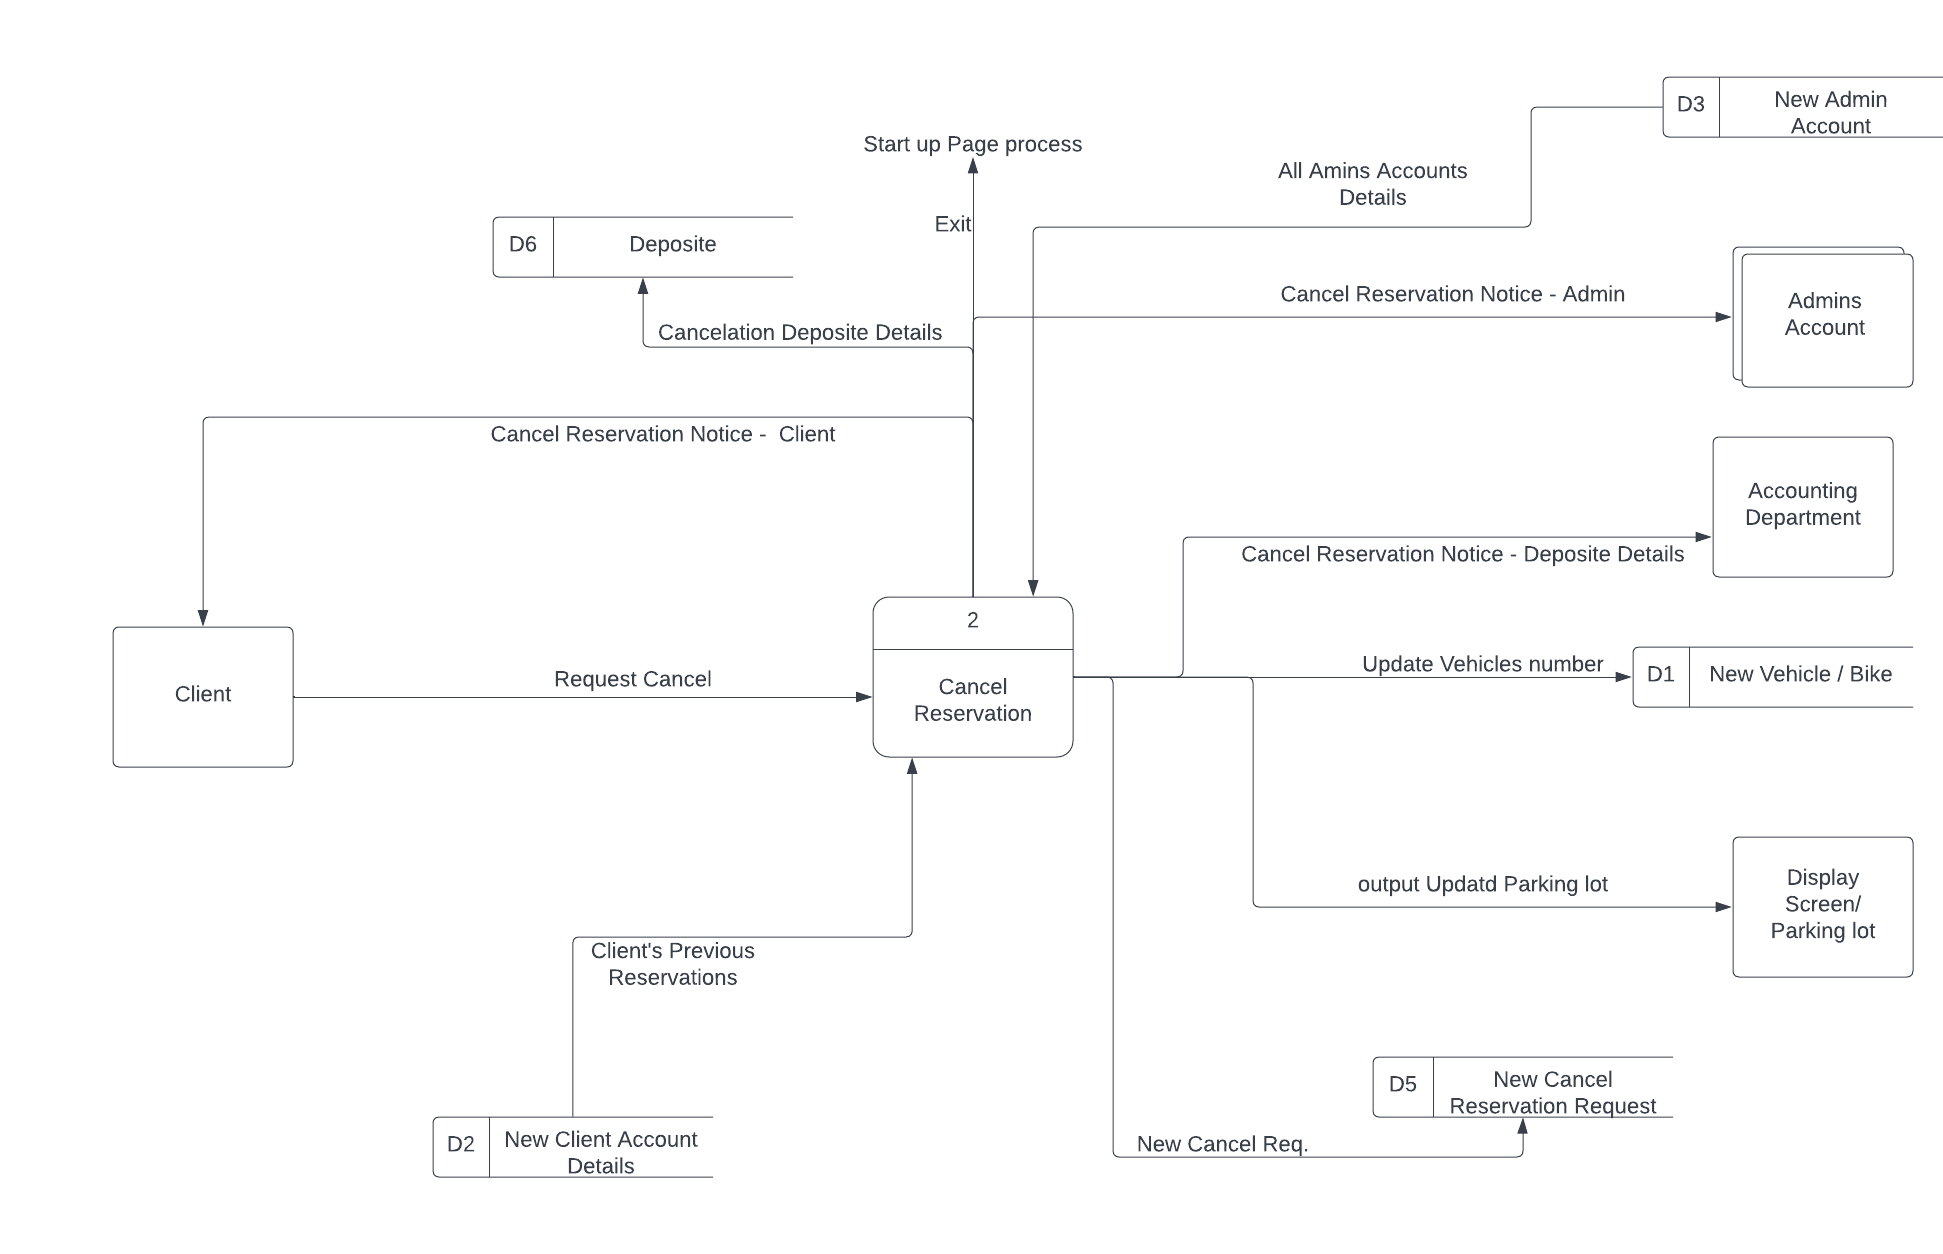 D3
New Admin
Account
Start up Page process
All Amins Accounts
Details
Exit
D6
Deposite
Cancel Reservation Notice - Admin
Admins
Account
Cancelation Deposite Details
Cancel Reservation Notice -  Client
Accounting
Department
Cancel Reservation Notice - Deposite Details
2
Client
Request Cancel
Cancel
Reservation
Update Vehicles number
D1
New Vehicle / Bike
output Updatd Parking lot
Display
Screen/
Parking lot
Client's Previous
Reservations
D5
New Cancel
Reservation Request
D2
New Client Account
Details
New Cancel Req.